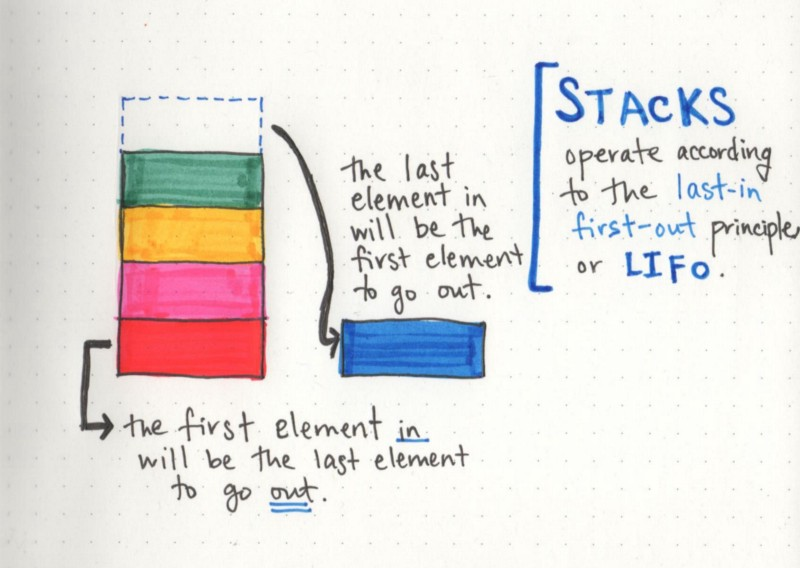 the last
element in
will be the
first element
to go out.
STACKS
operate according
to the last-in
first-out principle
or LIFO.
the first element in
will be the last element
to go out.